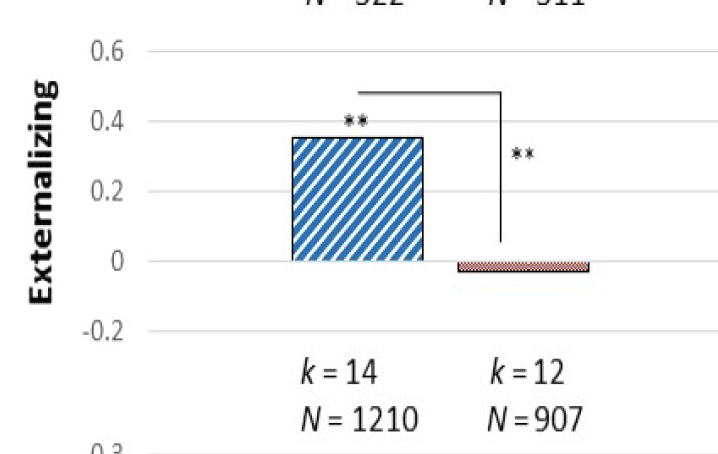 0.6
0.4
0.2
0
-0.2
Externalizing
**
**
k = 14
k = 12
N = 1210
N = 907